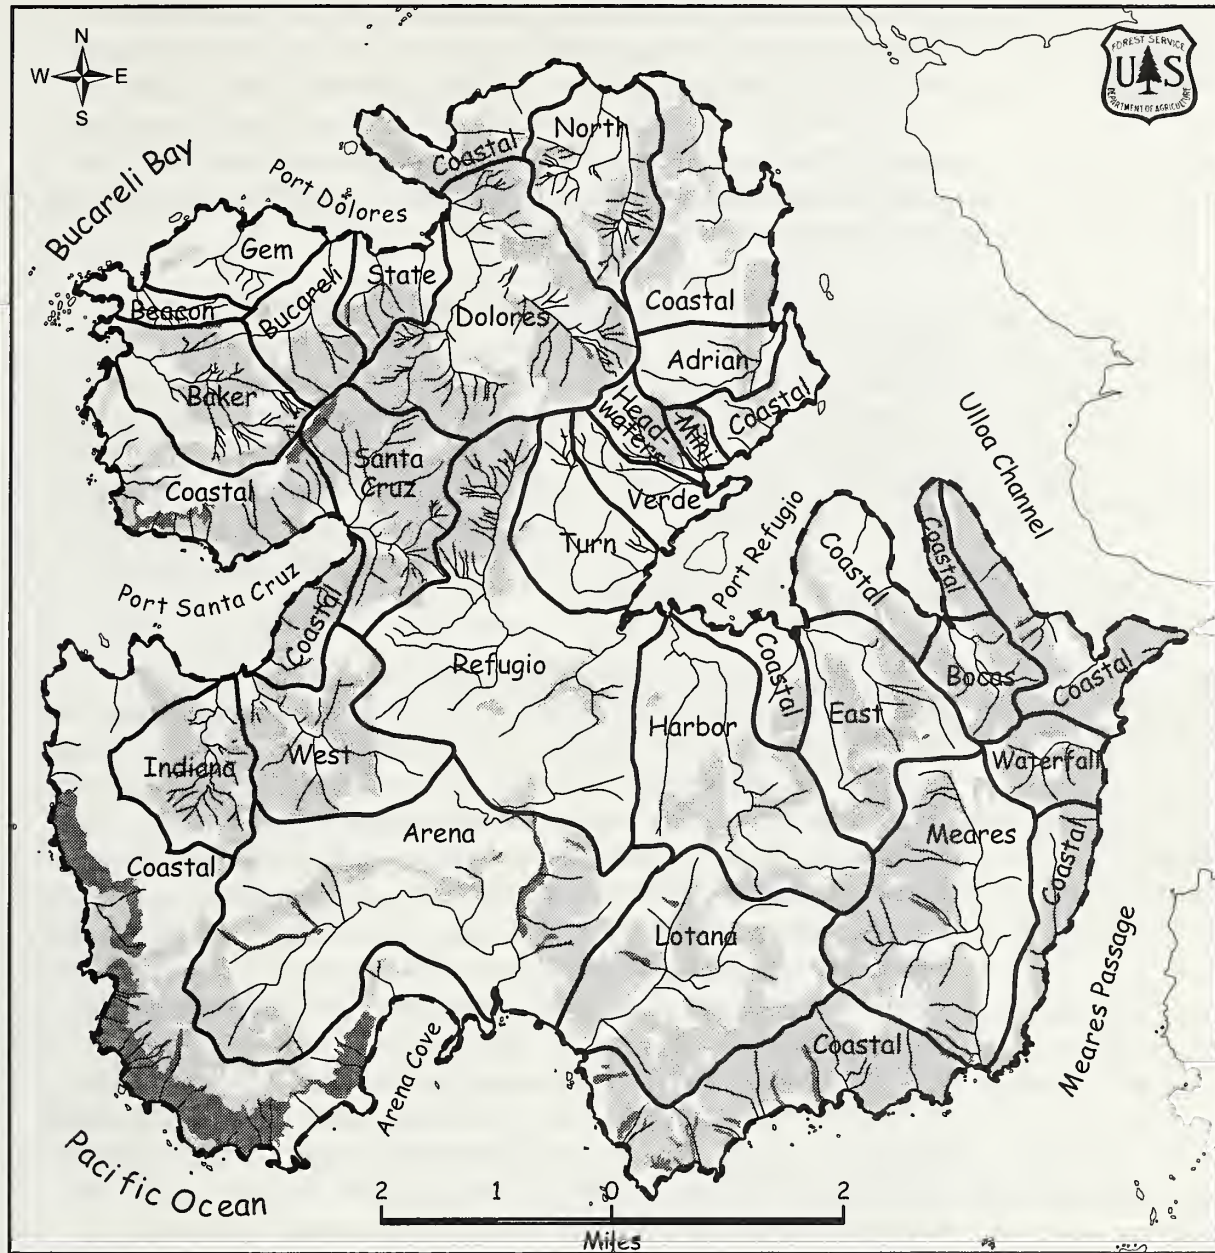 N
W E
S
FOREST SERVICE
U S
DEPARTMENT OF AGRICULTURE
Bucareli Bay
Port Dolores
Coastal
North
Gem
State
Beacon
Bucareli
Dolores
Coastal
Adrian
Baker
Head-
waters
Mini
Coastal
Santa
Cruz
Coastal
Verde
Turn
Ulloa Channel
Port Refugio
Port Santa Cruz
Coastal
Coastal
Coastal
Refugio
Coastal
Bocas
Coastal
Harbor
East
Indiana
West
Waterfall
Arena
Meares
Coastal
Coastal
Lotana
Meares Passage
Coastal
Arena Cove
Pacific Ocean
2 1 0 2
Miles